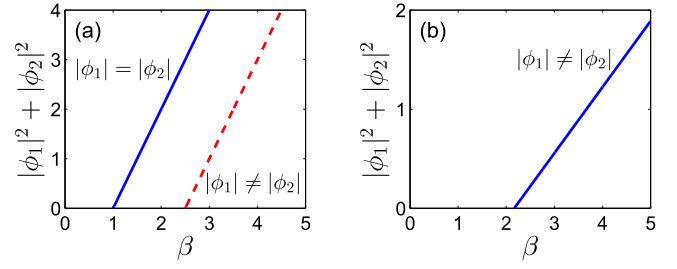 (a)
|ϕ₁| = |ϕ₂|
|ϕ₁| ≠ |ϕ₂|
|ϕ₁|² + |ϕ₂|²
4
3
2
1
0
0 1 2 3 4 5
β
(b)
|ϕ₁| ≠ |ϕ₂|
|ϕ₁|² + |ϕ₂|²
2
1
0
0 1 2 3 4 5
β